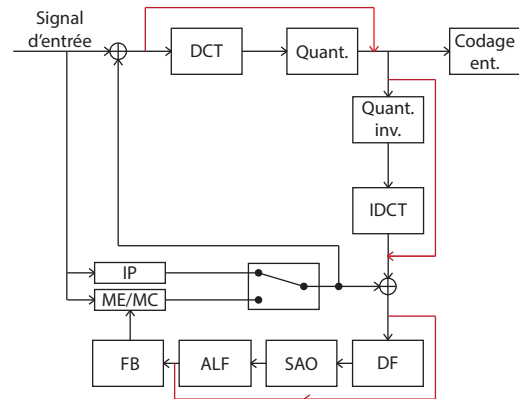 Signal
d'entrée
DCT
Quant.
Codage
ent.
Quant.
inv.
IDCT
IP
ME/MC
FB
ALF
SAO
DF